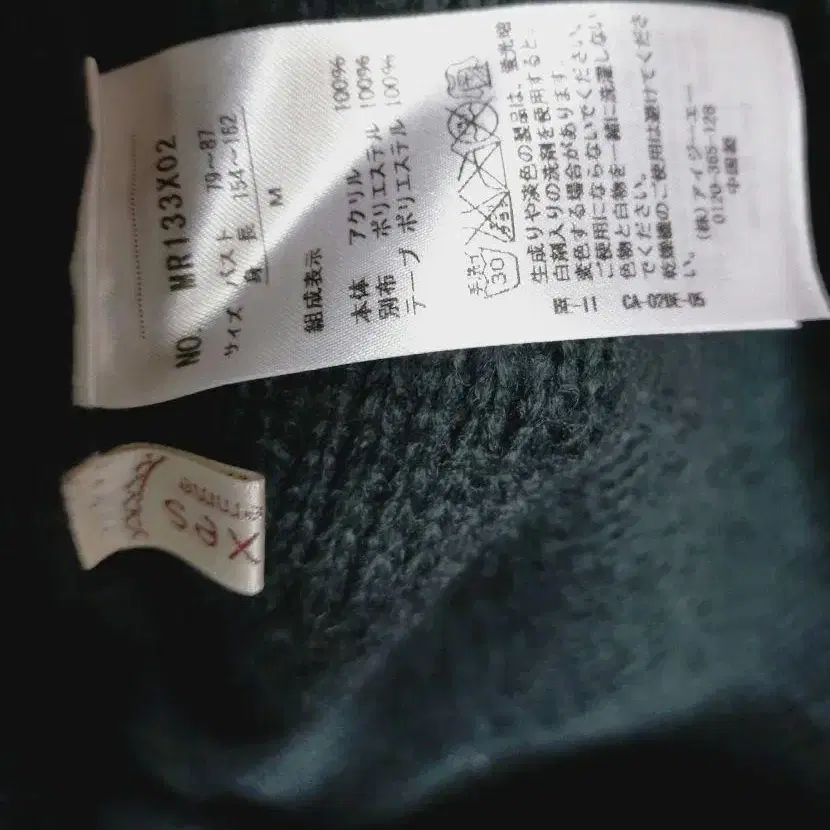 NO. MR133X02
サイズ バスト 79～87
身 長 154～162
M
組成表示
本体 アクリル 100%
別布 ポリエステル 100%
テープ ポリエステル 100%
手洗イ
30
生成りや淡色の製品は、蛍光増
白剤入りの洗剤を使用すると、
変色する場合があります。
ご使用にならないでください。
色物と白物を一緒に洗濯しない
でください。
乾燥機のご使用は避けてくださ
い。
(株)アイジーエー
0120-365-128
中国製